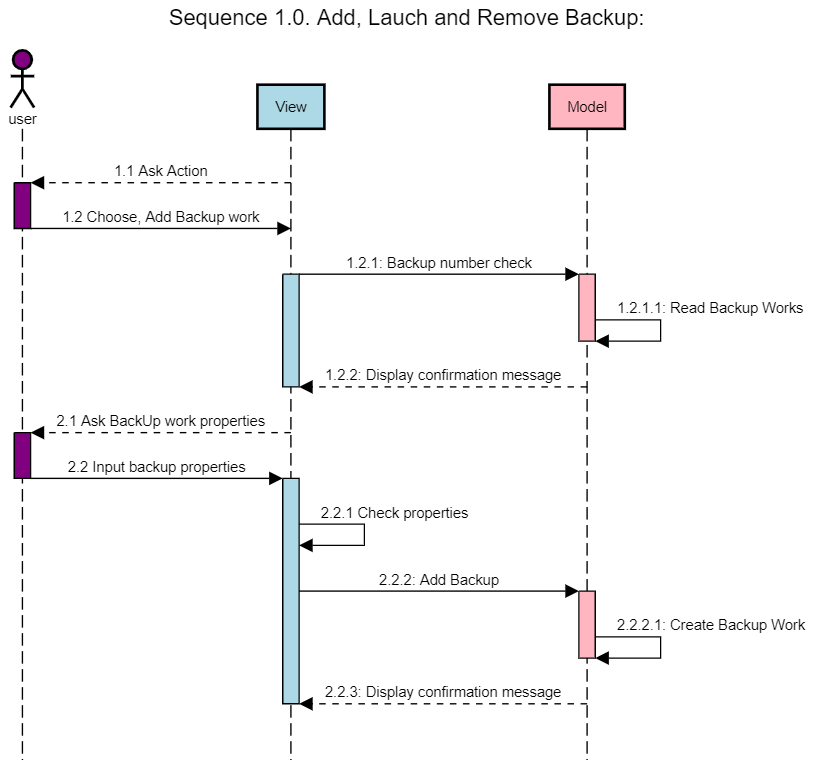 Sequence 1.0. Add, Lauch and Remove Backup:
user
View
Model
1.1 Ask Action
1.2 Choose, Add Backup work
1.2.1: Backup number check
1.2.1.1: Read Backup Works
1.2.2: Display confirmation message
2.1 Ask BackUp work properties
2.2 Input backup properties
2.2.1 Check properties
2.2.2: Add Backup
2.2.2.1: Create Backup Work
2.2.3: Display confirmation message